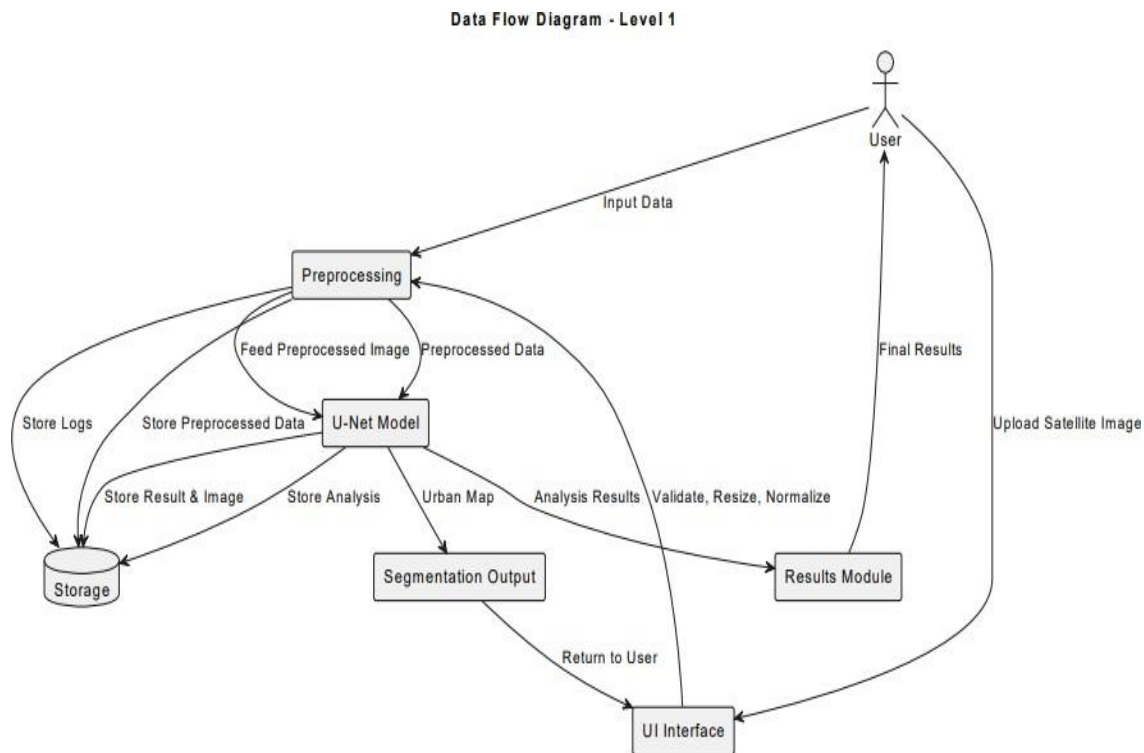 Data Flow Diagram - Level 1
User
Input Data
Preprocessing
Feed Preprocessed Image
Preprocessed Data
Final Results
Store Logs
Store Preprocessed Data
U-Net Model
Upload Satellite Image
Store Result & Image
Store Analysis
Urban Map
Analysis Results
Validate, Resize, Normalize
Storage
Segmentation Output
Results Module
Return to User
UI Interface